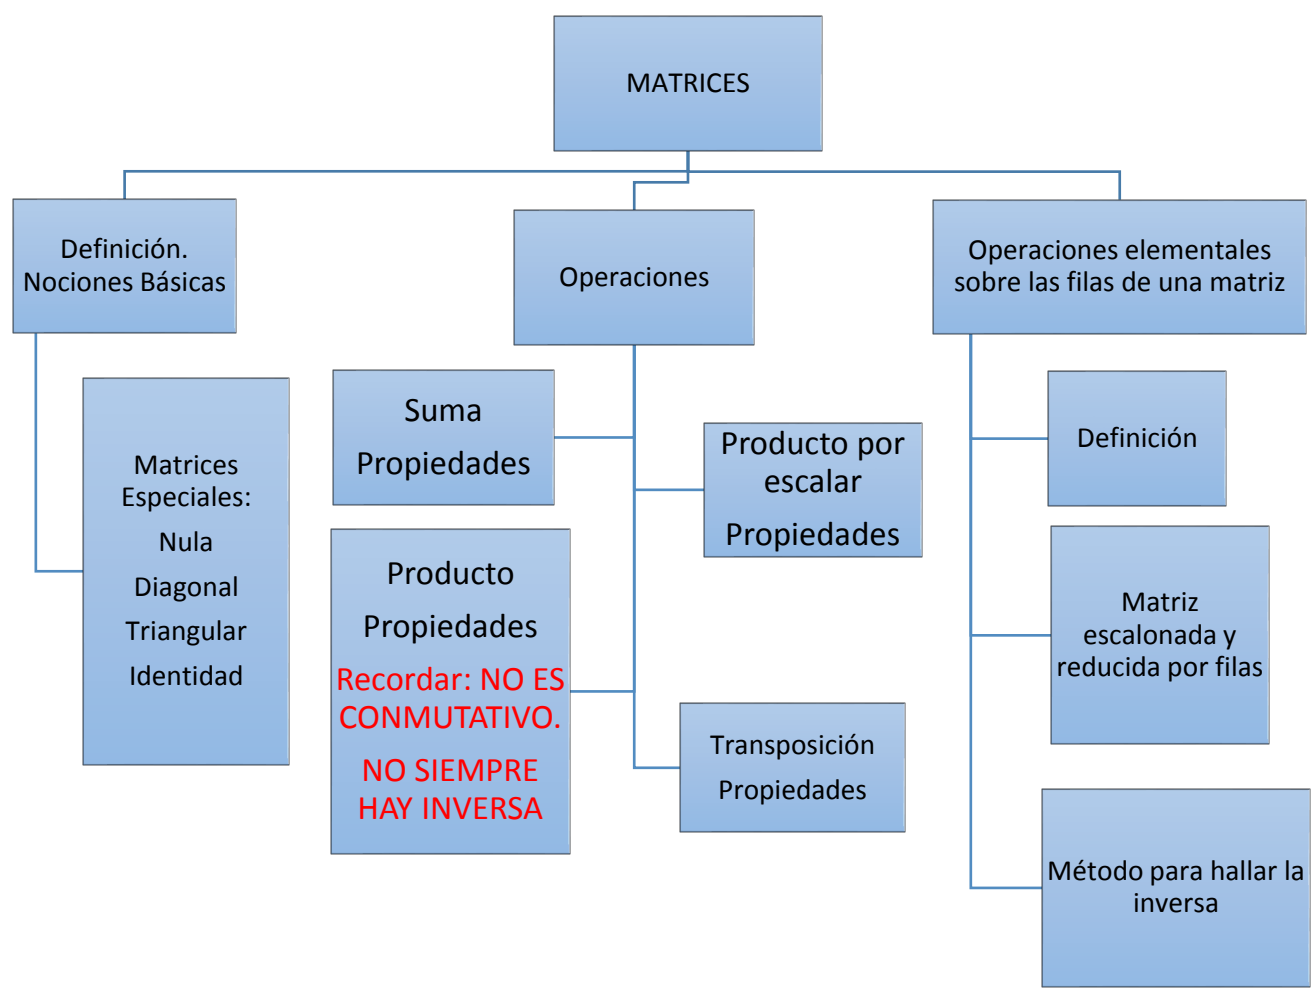 MATRICES
Definición.
Nociones Básicas
Matrices
Especiales:
Nula
Diagonal
Triangular
Identidad
Operaciones
Suma
Propiedades
Producto por
escalar
Propiedades
Producto
Propiedades
Recordar: NO ES
CONMUTATIVO.
NO SIEMPRE
HAY INVERSA
Transposición
Propiedades
Operaciones elementales
sobre las filas de una matriz
Definición
Matriz
escalonada y
reducida por filas
Método para hallar la
inversa